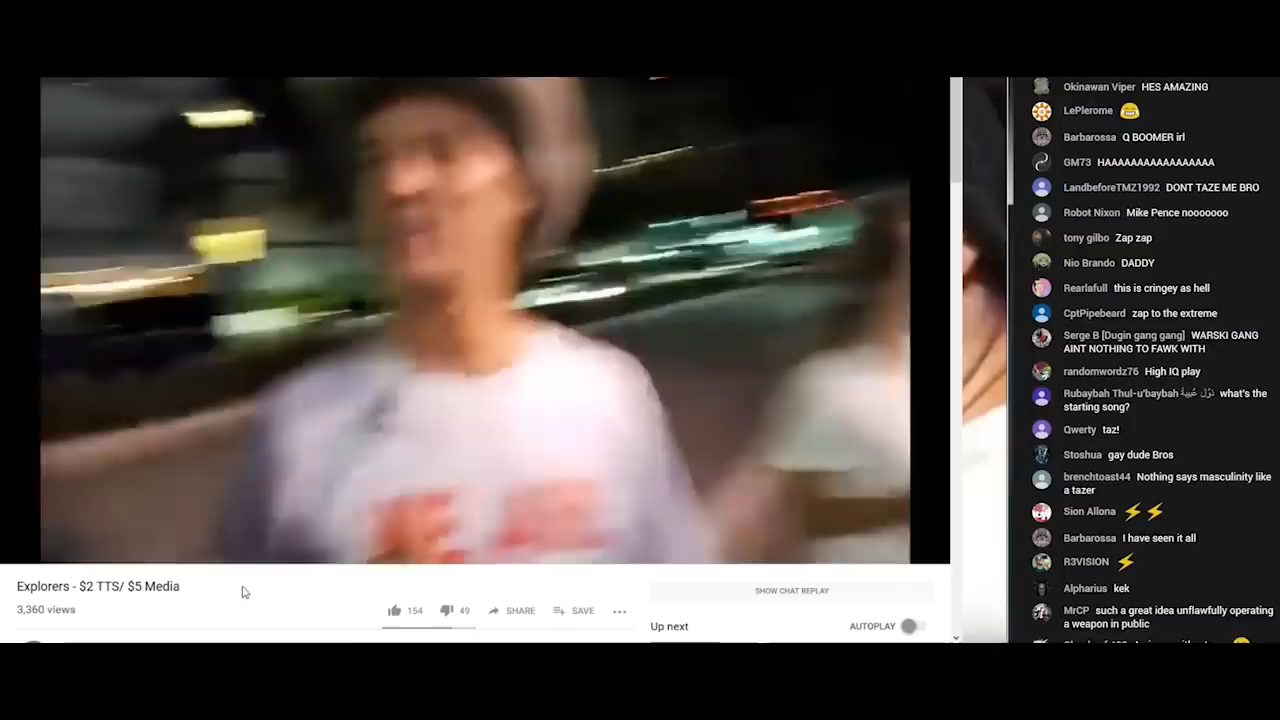 Okinawan Viper HES AMAZING
LePlerome
Barbarossa Q BOOMER irl
GM73 HAAAAAAAAAAAAAAAAA
LandbeforeTMZ1992 DONT TAZE ME BRO
Robot Nixon Mike Pence nooooooo
tony gilbo Zap zap
Nio Brando DADDY
Rearlafull this is cringey as hell
CptPipebeard zap to the extreme
Serge B [Dugin gang gang] WARSKI GANG
AINT NOTHING TO FAWK WITH
randomwordz76 High IQ play
Rubaybah Thul-u'baybah what's the
starting song?
Qwerty taz!
Stoshua gay dude Bros
brenchtoast44 Nothing says masculinity like
a tazer
Sion Allona ⚡⚡
Barbarossa I have seen it all
R3VISION ⚡
Alpharius kek
MrCP such a great idea unflawfully operating
a weapon in public
Explorers - $2 TTS/ $5 Media
3,360 views
154 49 SHARE SAVE
SHOW CHAT REPLAY
Up next AUTOPLAY